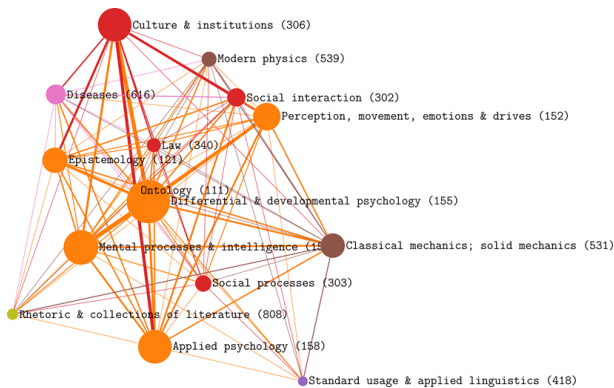 Culture & institutions (306)
Modern physics (539)
Diseases (616)
Social interaction (302)
Perception, movement, emotions & drives (152)
Law (340)
Epistemology (121)
Ontology (111)
Differential & developmental psychology (155)
Mental processes & intelligence (15
Classical mechanics; solid mechanics (531)
Social processes (303)
Rhetoric & collections of literature (808)
Applied psychology (158)
Standard usage & applied linguistics (418)